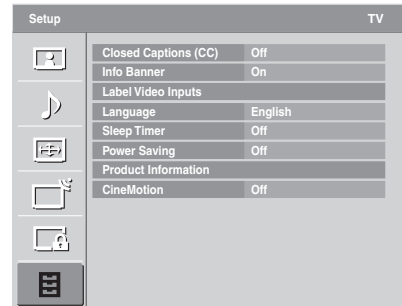 Setup TV
Closed Captions (CC) Off
Info Banner On
Label Video Inputs
Language English
Sleep Timer Off
Power Saving Off
Product Information
CineMotion Off